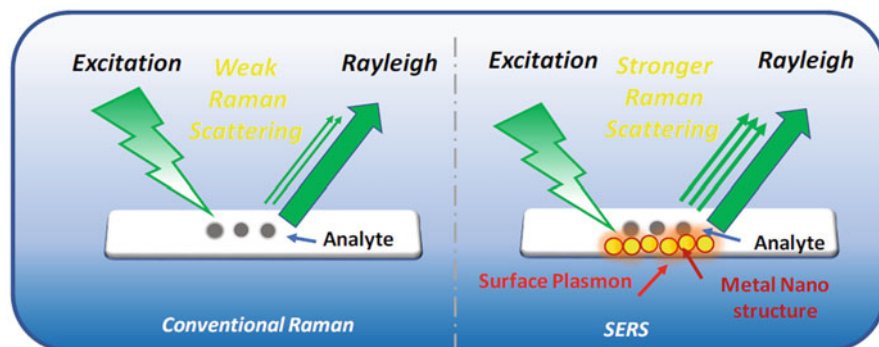 Excitation
Weak
Raman
Scattering
Rayleigh
Analyte
Conventional Raman
Excitation
Stronger
Raman
Scattering
Rayleigh
Analyte
Surface Plasmon
Metal Nano
structure
SERS